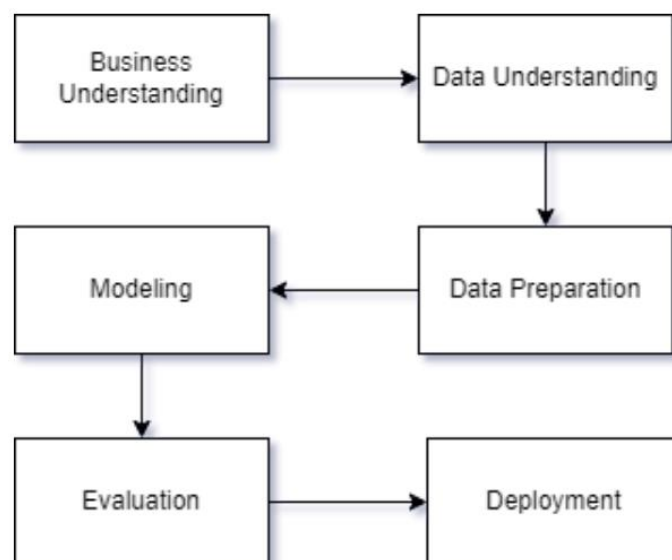 Business
Understanding
Data Understanding
Data Preparation
Modeling
Evaluation
Deployment